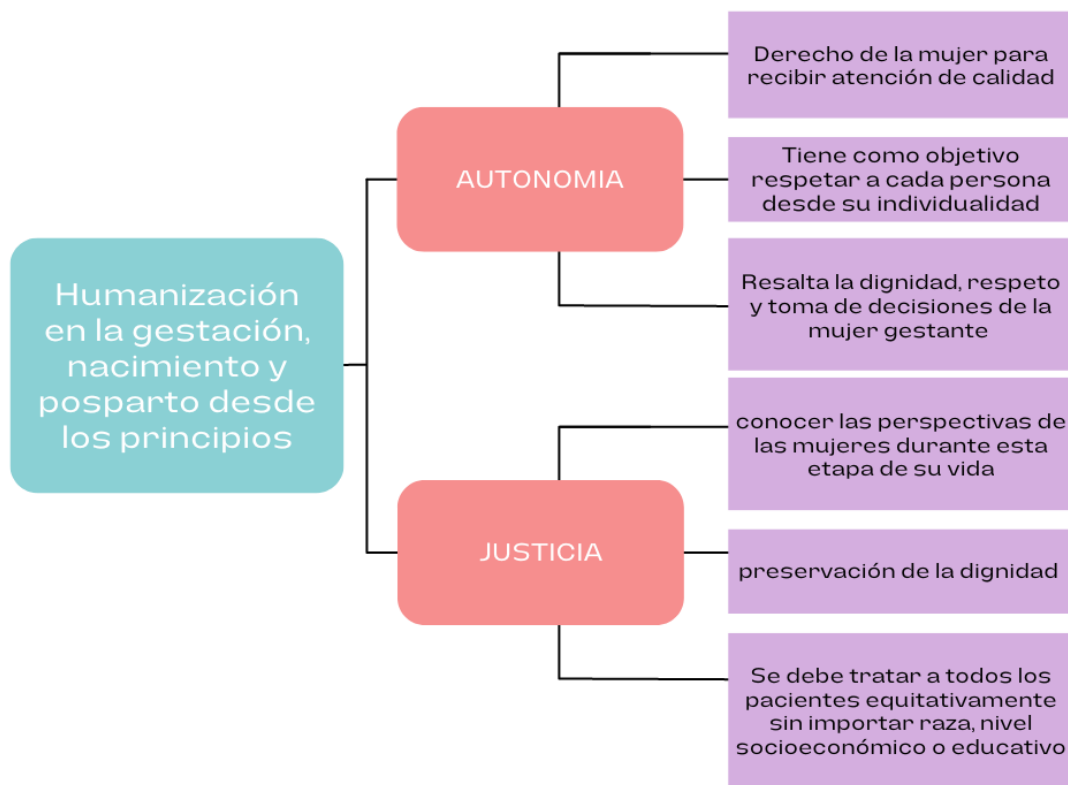 Humanización
en la gestación,
nacimiento y
posparto desde
los principios
AUTONOMIA
Derecho de la mujer para
recibir atención de calidad
Tiene como objetivo
respetar a cada persona
desde su individualidad
Resalta la dignidad, respeto
y toma de decisiones de la
mujer gestante
JUSTICIA
conocer las perspectivas de
las mujeres durante esta
etapa de su vida
preservación de la dignidad
Se debe tratar a todos los
pacientes equitativamente
sin importar raza, nivel
socioeconómico o educativo